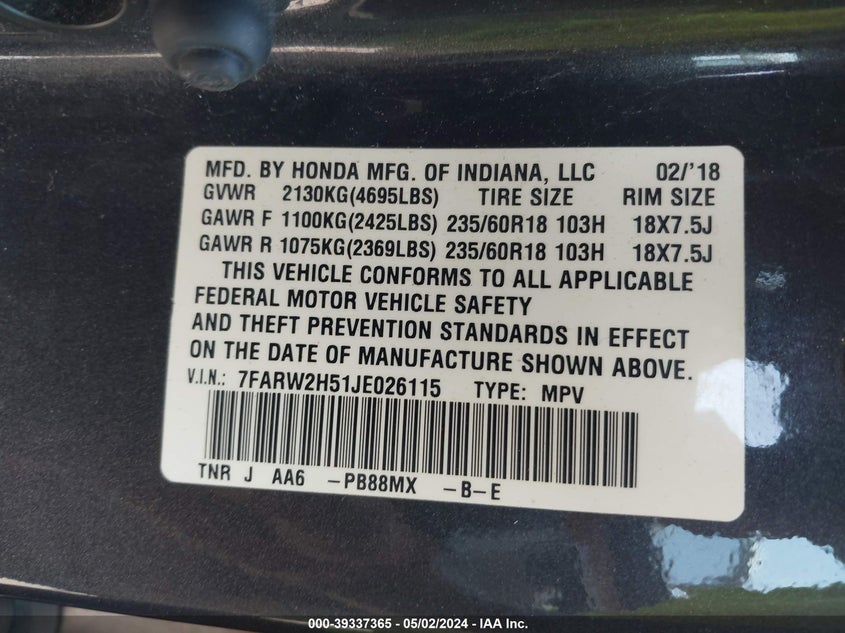 MFD. BY HONDA MFG. OF INDIANA, LLC 02/'18
GVWR 2130KG(4695LBS) TIRE SIZE RIM SIZE
GAWR F 1100KG(2425LBS) 235/60R18 103H 18X7.5J
GAWR R 1075KG(2369LBS) 235/60R18 103H 18X7.5J
THIS VEHICLE CONFORMS TO ALL APPLICABLE
FEDERAL MOTOR VEHICLE SAFETY
AND THEFT PREVENTION STANDARDS IN EFFECT
ON THE DATE OF MANUFACTURE SHOWN ABOVE.
V.I.N.: 7FARW2H51JE026115 TYPE: MPV
TNR J AA6 -PB88MX -B-E
000-39337365 - 05/02/2024 - IAA Inc.